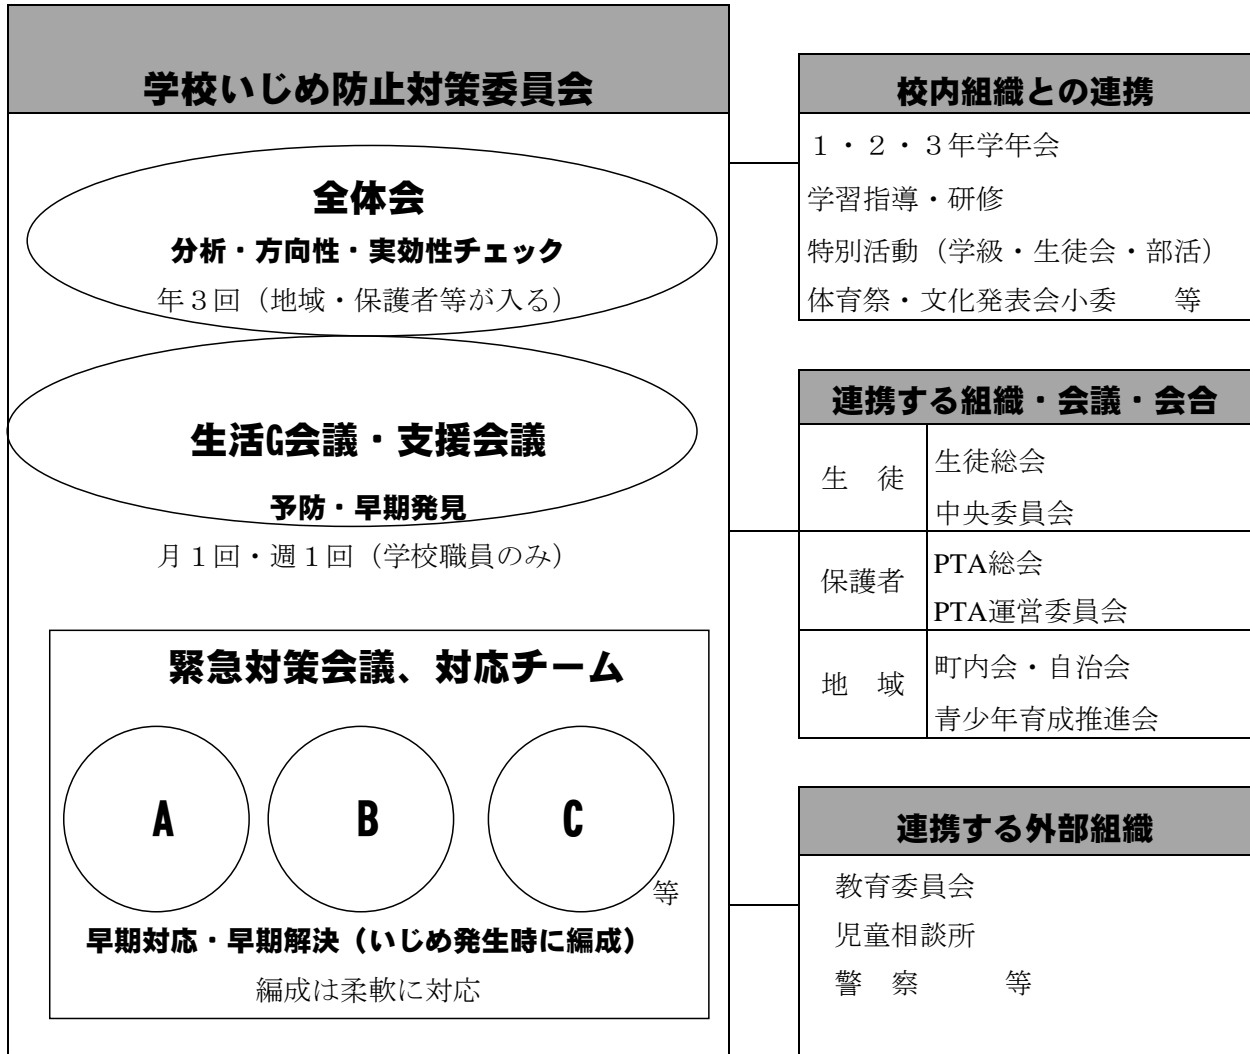 学校いじめ防止対策委員会
全体会
分析・方向性・実効性チェック
年３回（地域・保護者等が入る）
生活G会議・支援会議
予防・早期発見
月１回・週１回（学校職員のみ）
緊急対策会議、対応チーム
A
B
C
等
早期対応・早期解決（いじめ発生時に編成）
編成は柔軟に対応
校内組織との連携
１・２・３年学年会
学習指導・研修
特別活動（学級・生徒会・部活）
体育祭・文化発表会小委　　等
連携する組織・会議・会合
生　徒
生徒総会
中央委員会
保護者
PTA総会
PTA運営委員会
地　域
町内会・自治会
青少年育成推進会
連携する外部組織
教育委員会
児童相談所
警　察　　　等